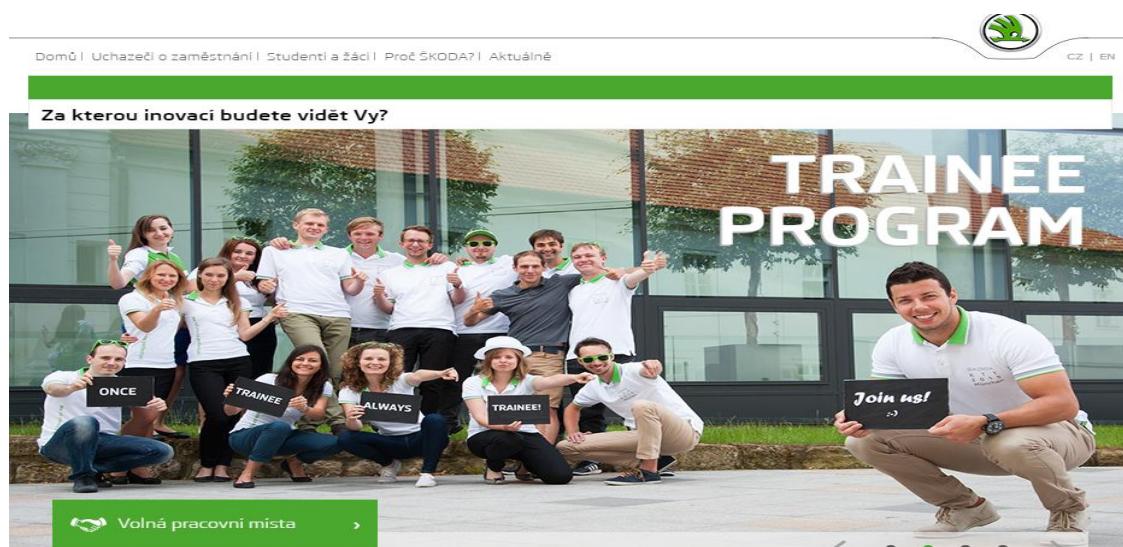 Domů | Uchazeči o zaměstnání | Studenti a žáci | Proč ŠKODA? | Aktuálně
CZ | EN
Za kterou inovací budete vidět Vy?
TRAINEE
PROGRAM
ONCE
TRAINEE
ALWAYS
TRAINEE!
Join us!
:-)
Volná pracovní místa